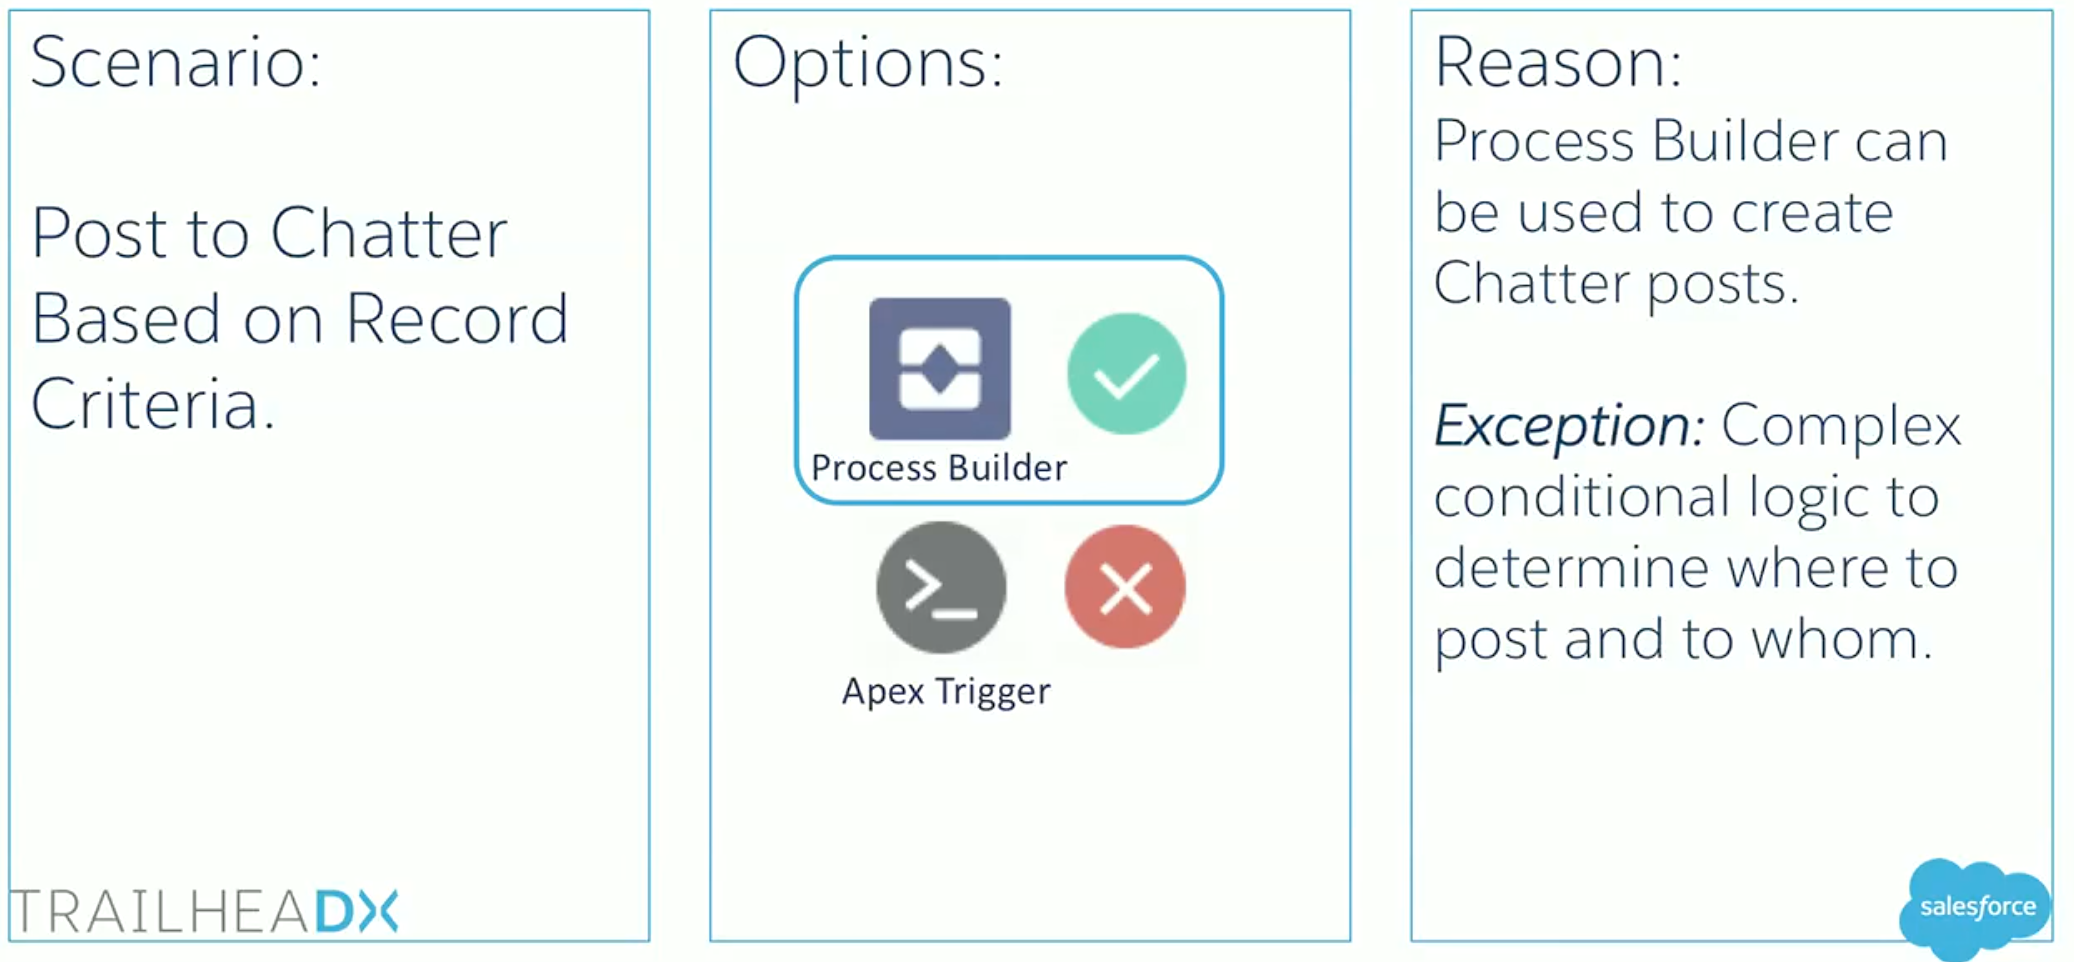 Scenario:
Post to Chatter
Based on Record
Criteria.
TRAILHEADX
Options:
Process Builder
Apex Trigger
Reason:
Process Builder can
be used to create
Chatter posts.
Exception: Complex
conditional logic to
determine where to
post and to whom.
salesforce